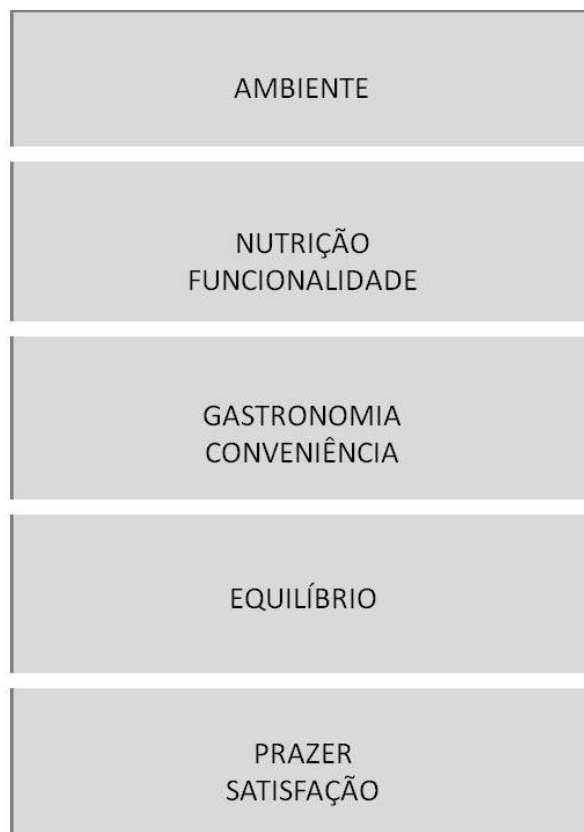 AMBIENTE
NUTRIÇÃO
FUNCIONALIDADE
GASTRONOMIA
CONVENIÊNCIA
EQUILÍBRIO
PRAZER
SATISFAÇÃO